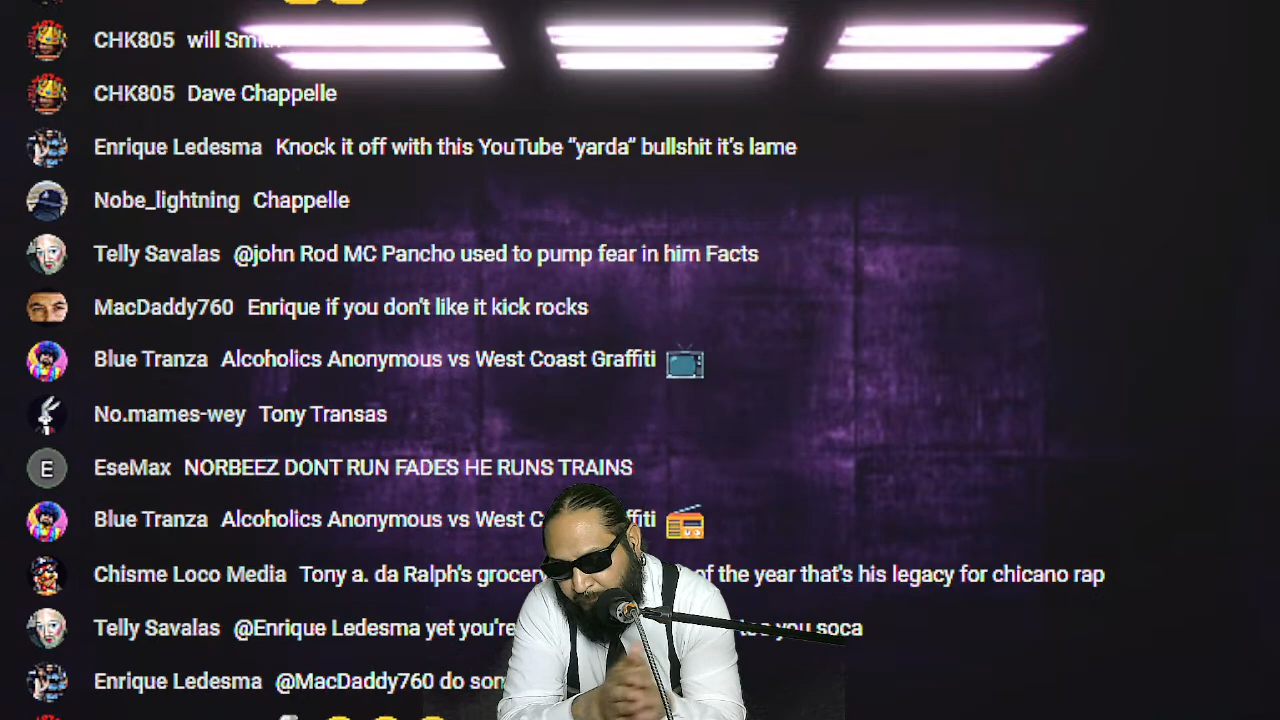 CHK805 will Smith
CHK805 Dave Chappelle
Enrique Ledesma Knock it off with this YouTube “yarda” bullshit it's lame
Nobe_lightning Chappelle
Telly Savalas @john Rod MC Pancho used to pump fear in him Facts
MacDaddy760 Enrique if you don't like it kick rocks
Blue Tranza Alcoholics Anonymous vs West Coast Graffiti
No.mames-wey Tony Transas
E EseMax NORBEEZ DONT RUN FADES HE RUNS TRAINS
Blue Tranza Alcoholics Anonymous vs West
Chisme Loco Media Tony a. da Ralph's grocery of the year that's his legacy for chicano rap
Telly Savalas @Enrique Ledesma yet you're you soca
Enrique Ledesma @MacDaddy760 do